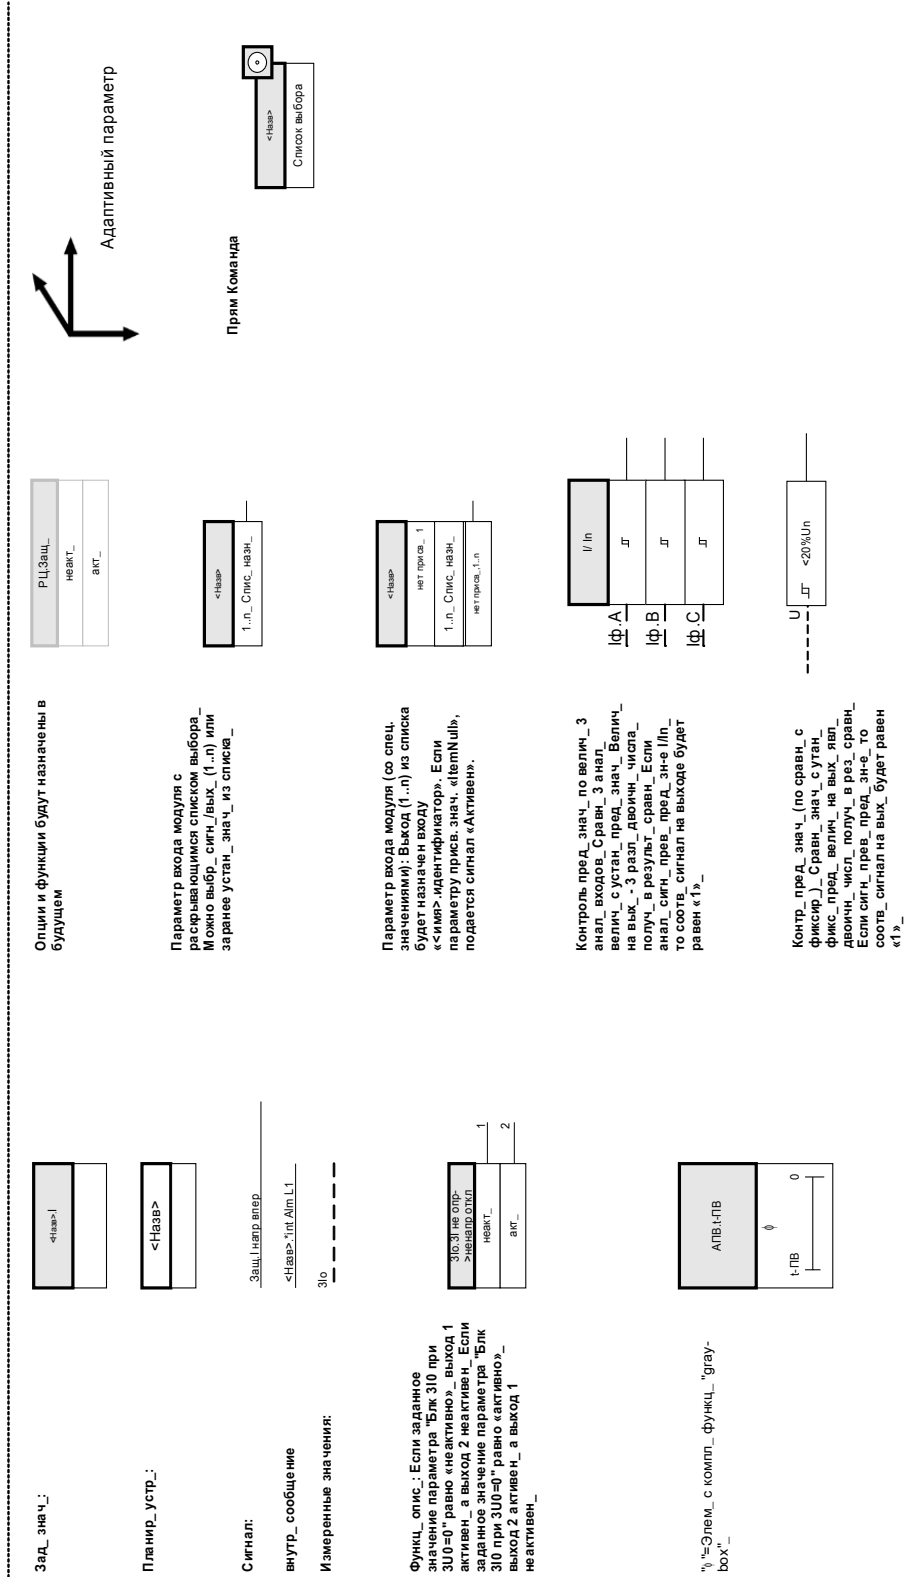 Зад_ знач_:
<Назв>.I
Планир_устр_:
<Назв>
Сигнал:
Защ.I напр впер
внутр_ сообщение
<Назв>.*int Alm L1
Измеренные значения:
3Io
Функц_ опис_: Если заданное
значение параметра "Блк 3I0 при
3U0=0" равно «неактивно»_ выход 1
активен_ а выход 2 неактивен_ Если
заданное значение параметра "Блк
3I0 при 3U0=0" равно «активно»_
выход 2 активен_ а выход 1
неактивен_
3Io.3I не опр-
>ненапр откл
неакт_
1
акт_
2
"φ"=Элем_ с компл_ функц_ "gray-
box"_
АПВ.t-ПВ
φ
t-ПВ
0
Опции и функции будут назначены в
будущем
РЦ.Защ_
неакт_
акт_
Параметр входа модуля с
раскрывающимся списком выбора_
Можно выбр_ сигн_/вых_ (1..n) или
заранее устан_ знач_ из списка_
<Назв>
1..n_ Спис_ назн_
Параметр входа модуля (со спец.
значениями): Выход (1..n) из списка
будет назначен входу
«<имя>.идентификатор». Если
параметру присв. знач. «ItemNull»,
подается сигнал «Активен».
<Назв>
нет присв_ 1
1..n_ Спис_ назн_
нет присв_,1..n
Контроль пред_ знач_ по велич_ 3
анал_ входов_ Сравн_ 3 анал_
велич_ с устан_ пред_ знач_ Велич_
на вых_ - 3 разл_ двоичн_ числа_
получ_ в результ_ сравн_ Если
анал_ сигн_ прев_ пред_ зн-е I/In_
то соотв_ сигнал на выходе будет
равен «1»_
I/ In
Iф.A
Iф.B
Iф.C
Контр_ пред_ знач_ (по сравн_ с
фиксир_)_ Сравн_ знач_ с утан_
фикс_ пред_ велич_ на вых_ явл_
двоичн_ числ_ получ_ в рез_ сравн_
Если сигн_ прев_ пред_ зн-е_ то
соотв_ сигнал на вых_ будет равен
«1»_
U
<20%Un
Адаптивный параметр
Прям Команда
<Назв>
Список выбора